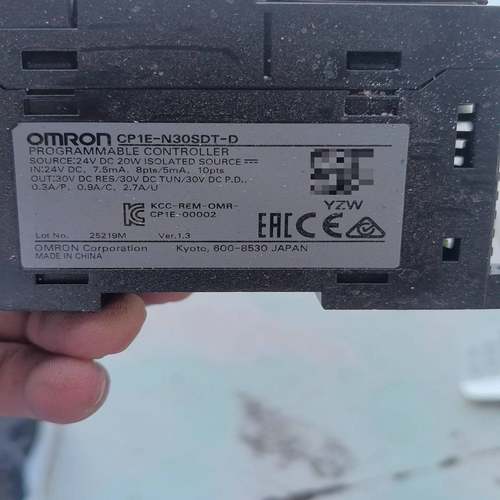 OMRON CP1E-N30SDT-D
PROGRAMMABLE CONTROLLER
SOURCE:24V DC 20W ISOLATED SOURCE
IN:24V DC, 7.5mA, 8pts/5mA, 10pts
OUT:30V DC RES/30V DC TUN/30V DC P.D.,
0.3A/P, 0.9A/C, 2.7A/U
YZW
KCC-REM-OMR-
CP1E-00002
EAC CE
Lot No. 25219M Ver.1.3
OMRON Corporation Kyoto, 600-8530 JAPAN
MADE IN CHINA